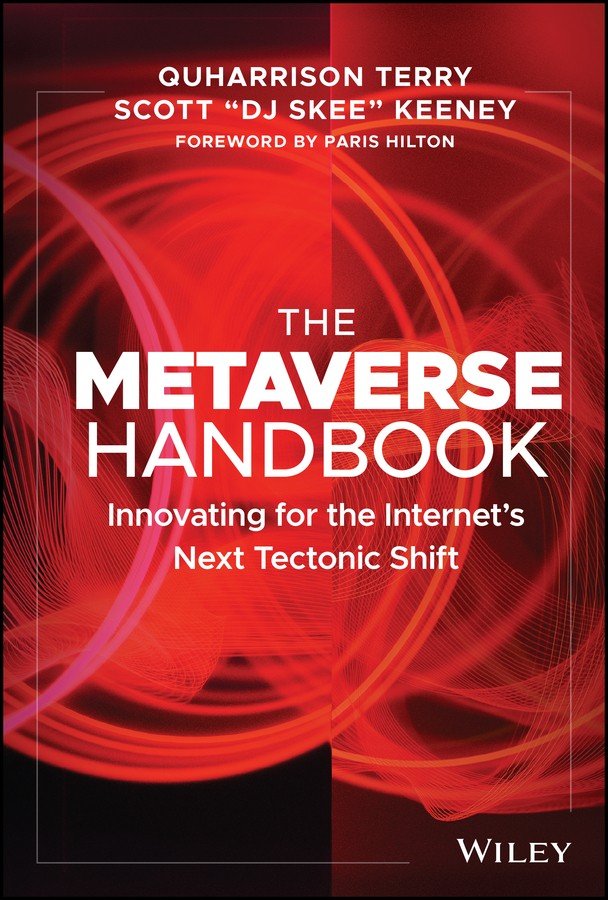 QUHARRISON TERRY
SCOTT “DJ SKEE” KEENEY
FOREWORD BY PARIS HILTON
THE
METAVERSE
HANDBOOK
Innovating for the Internet’s
Next Tectonic Shift
WILEY